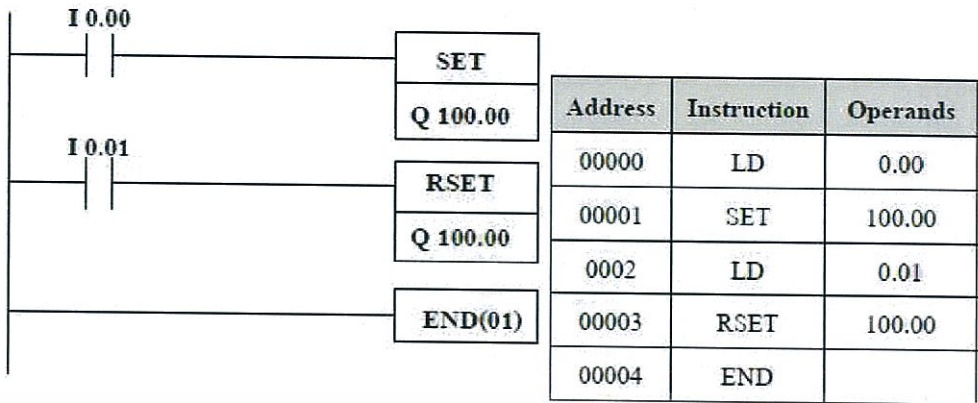 I 0.00
SET
Q 100.00
I 0.01
RSET
Q 100.00
END(01)
Address Instruction Operands
00000 LD 0.00
00001 SET 100.00
0002 LD 0.01
00003 RSET 100.00
00004 END